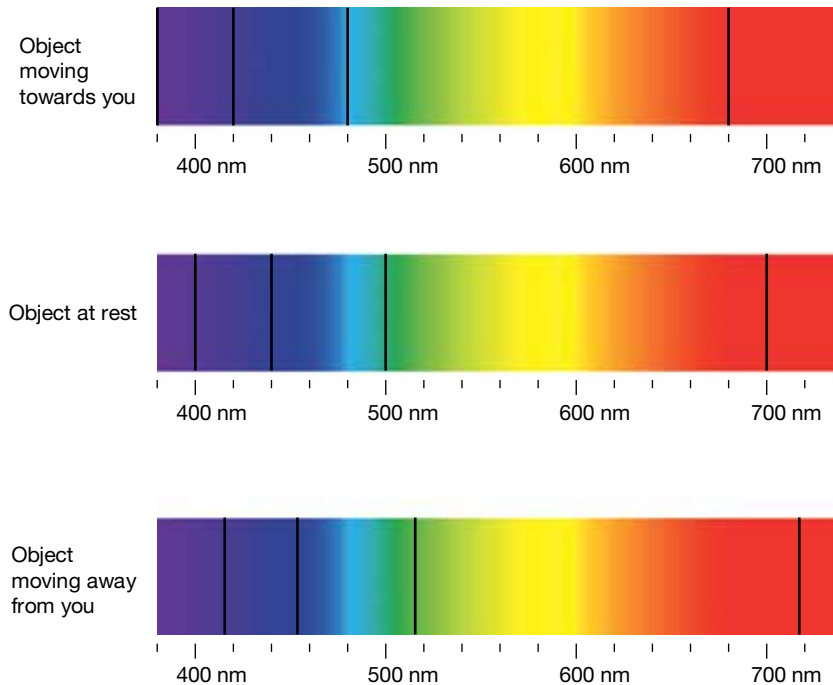 Object
moving
towards you
400 nm 500 nm 600 nm 700 nm
Object at rest
400 nm 500 nm 600 nm 700 nm
Object
moving away
from you
400 nm 500 nm 600 nm 700 nm